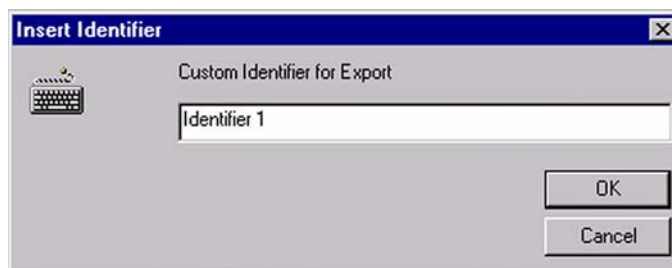 Insert Identifier
Custom Identifier for Export
Identifier 1
OK
Cancel